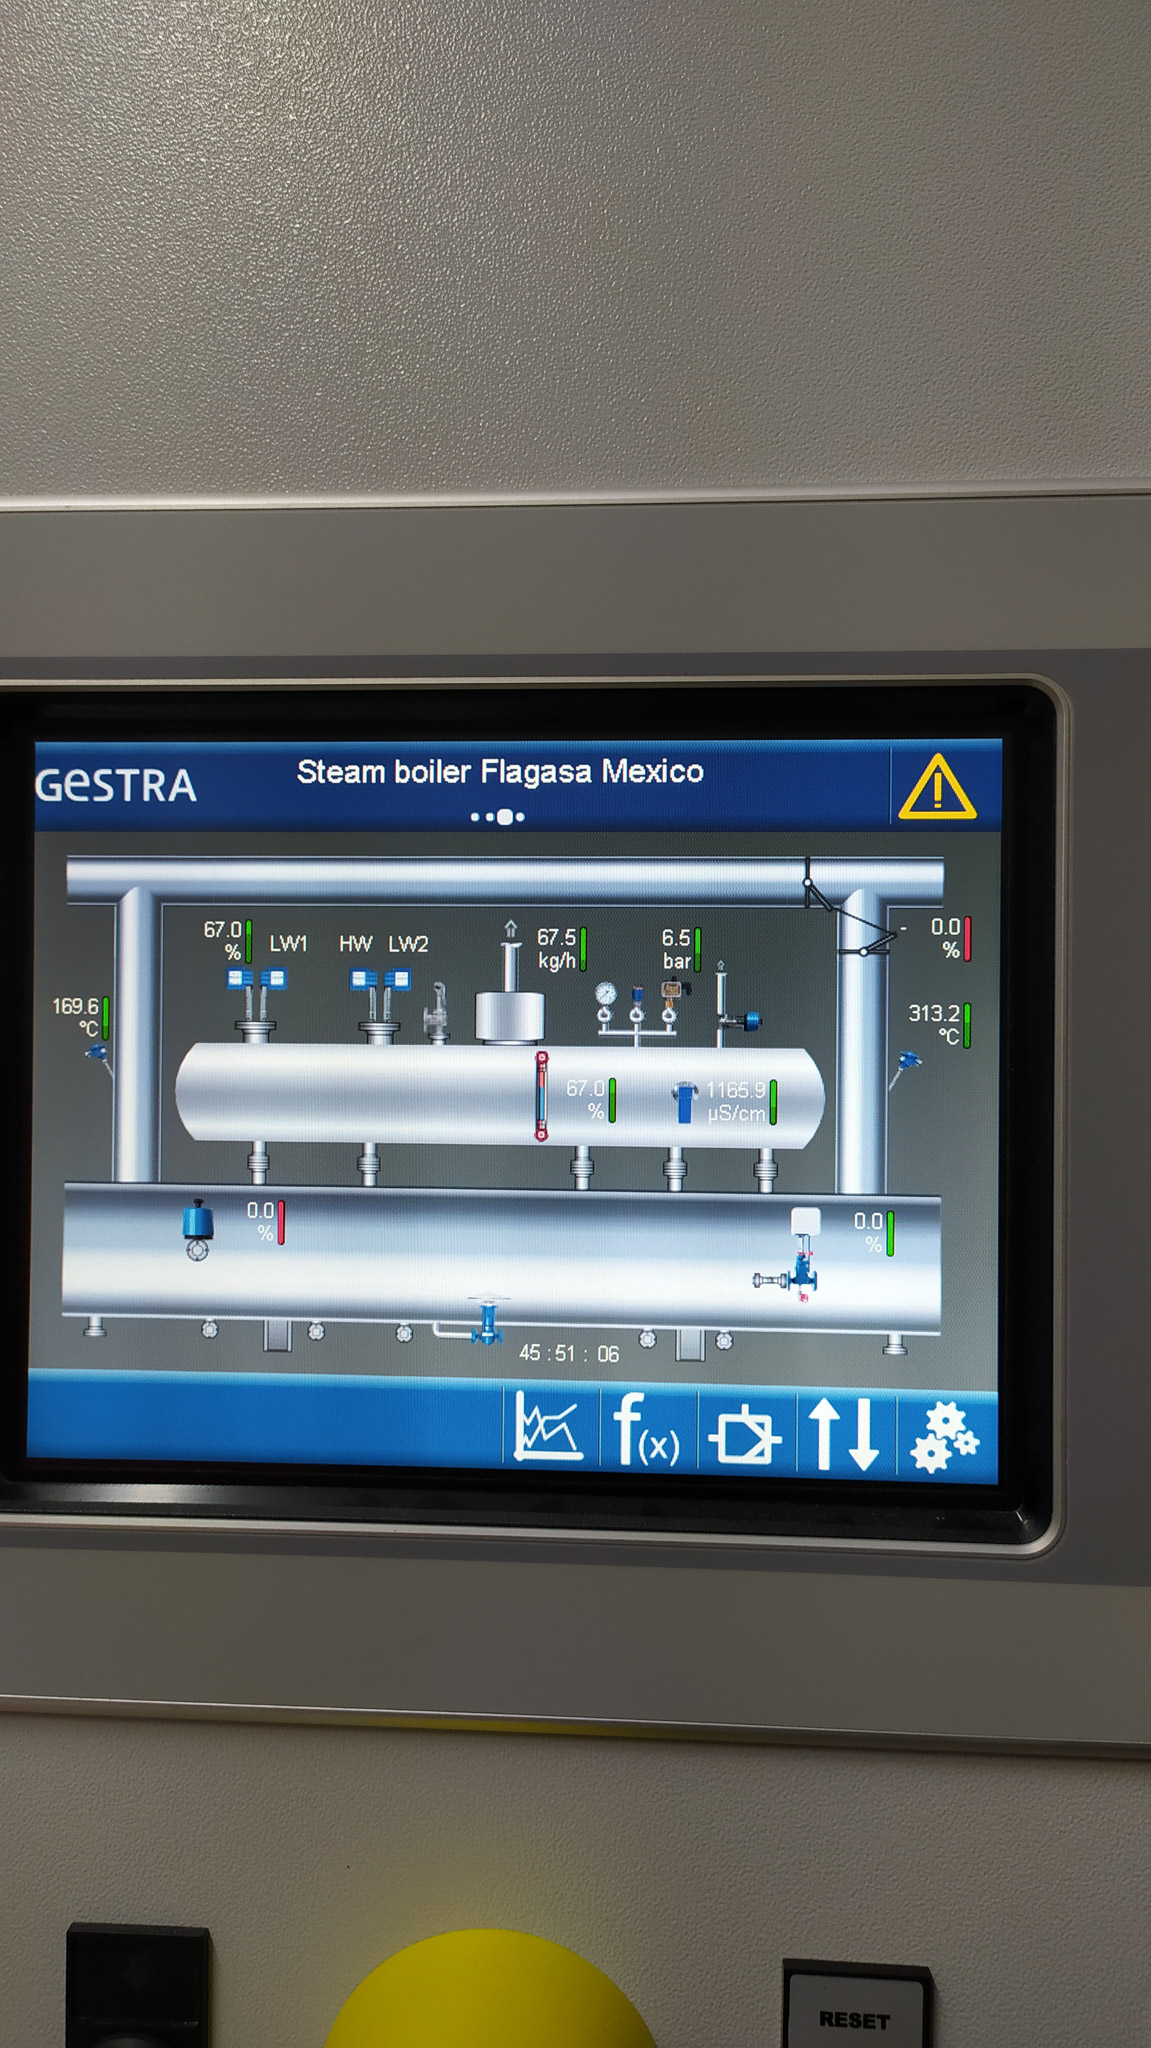 GESTRA
Steam boiler Flagasa Mexico
67.0
%
LW1
HW
LW2
67.5
kg/h
6.5
bar
-
0.0
%
169.6
°C
313.2
°C
67.0
%
1165.9
µS/cm
0.0
%
0.0
%
45:51: 06
f(x)
RESET